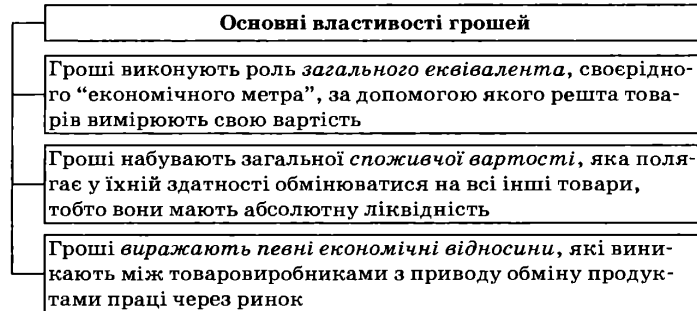 Основні властивості грошей
Гроші виконують роль загального еквівалента, своєрідно-
го “економічного метра”, за допомогою якого решта това-
рів вимірюють свою вартість
Гроші набувають загальної споживчої вартості, яка поля-
гає у їхній здатності обмінюватися на всі інші товари,
тобто вони мають абсолютну ліквідність
Гроші виражають певні економічні відносини, які вини-
кають між товаровиробниками з приводу обміну продук-
тами праці через ринок